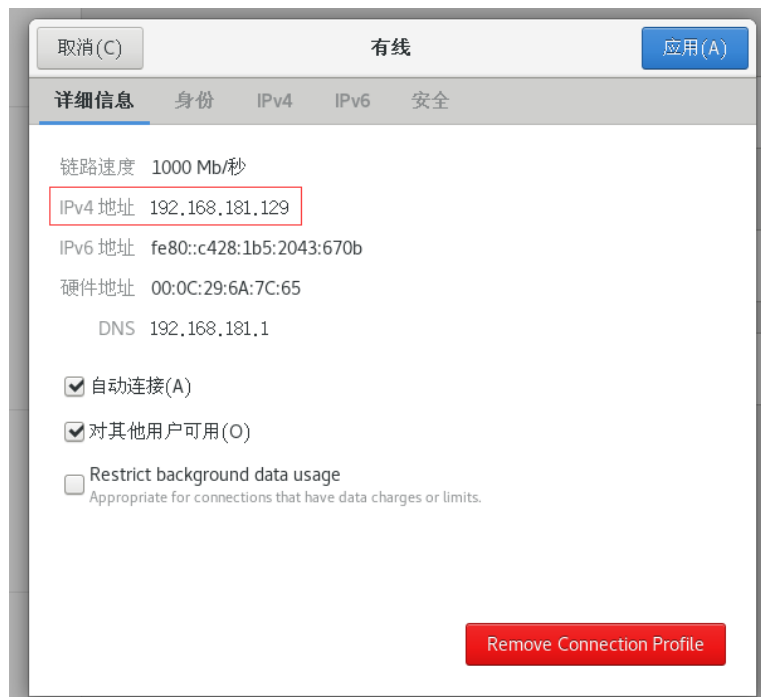 取消(C) 有线 应用(A)
详细信息 身份 IPv4 IPv6 安全
链路速度 1000 Mb/秒
IPv4 地址 192.168.181.129
IPv6 地址 fe80::c428:1b5:2043:670b
硬件地址 00:0C:29:6A:7C:65
DNS 192.168.181.1
自动连接(A)
对其他用户可用(O)
Restrict background data usage
Appropriate for connections that have data charges or limits.
Remove Connection Profile